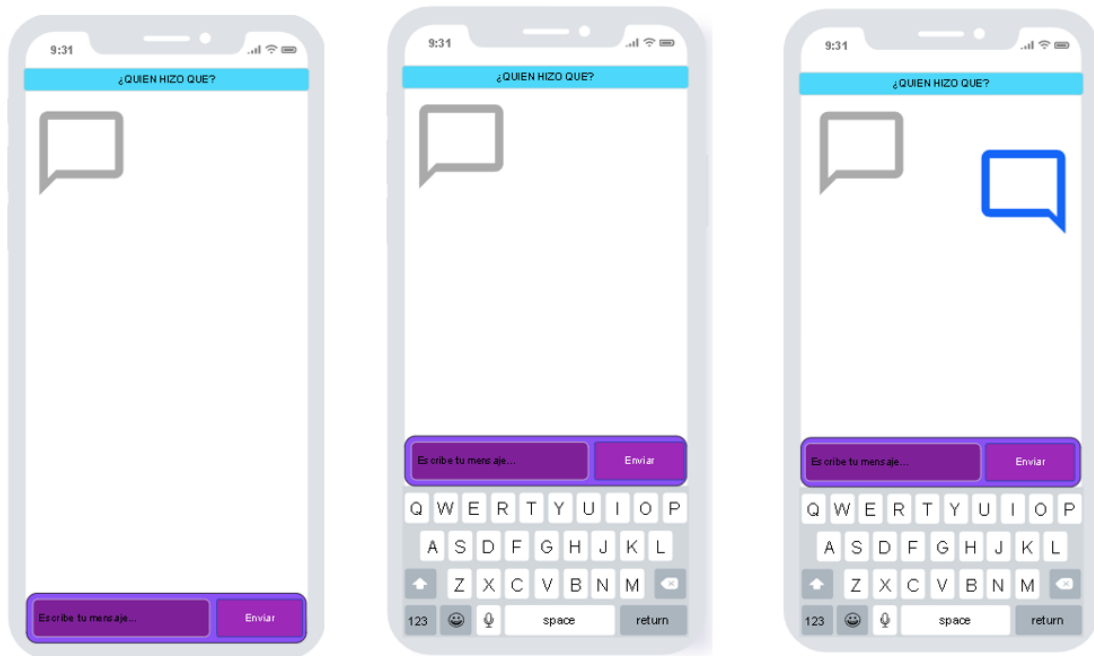 9:31
¿QUIEN HIZO QUE?
Escribe tu mensaje...
Enviar
9:31
¿QUIEN HIZO QUE?
Escribe tu mensaje...
Enviar
Q W E R T Y U I O P
A S D F G H J K L
Z X C V B N M
123 space return
9:31
¿QUIEN HIZO QUE?
Escribe tu mensaje...
Enviar
Q W E R T Y U I O P
A S D F G H J K L
Z X C V B N M
123 space return